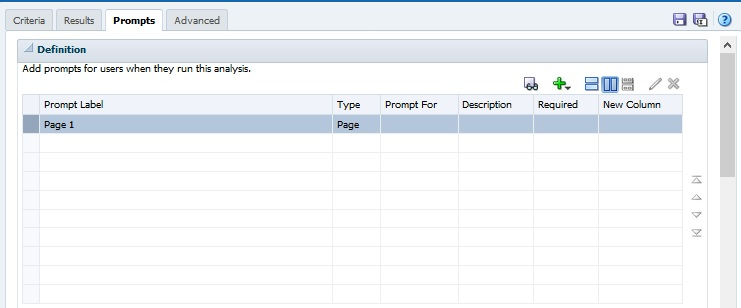 Criteria Results Prompts Advanced
Definition
Add prompts for users when they run this analysis.
Prompt Label Type Prompt For Description Required New Column
Page 1 Page